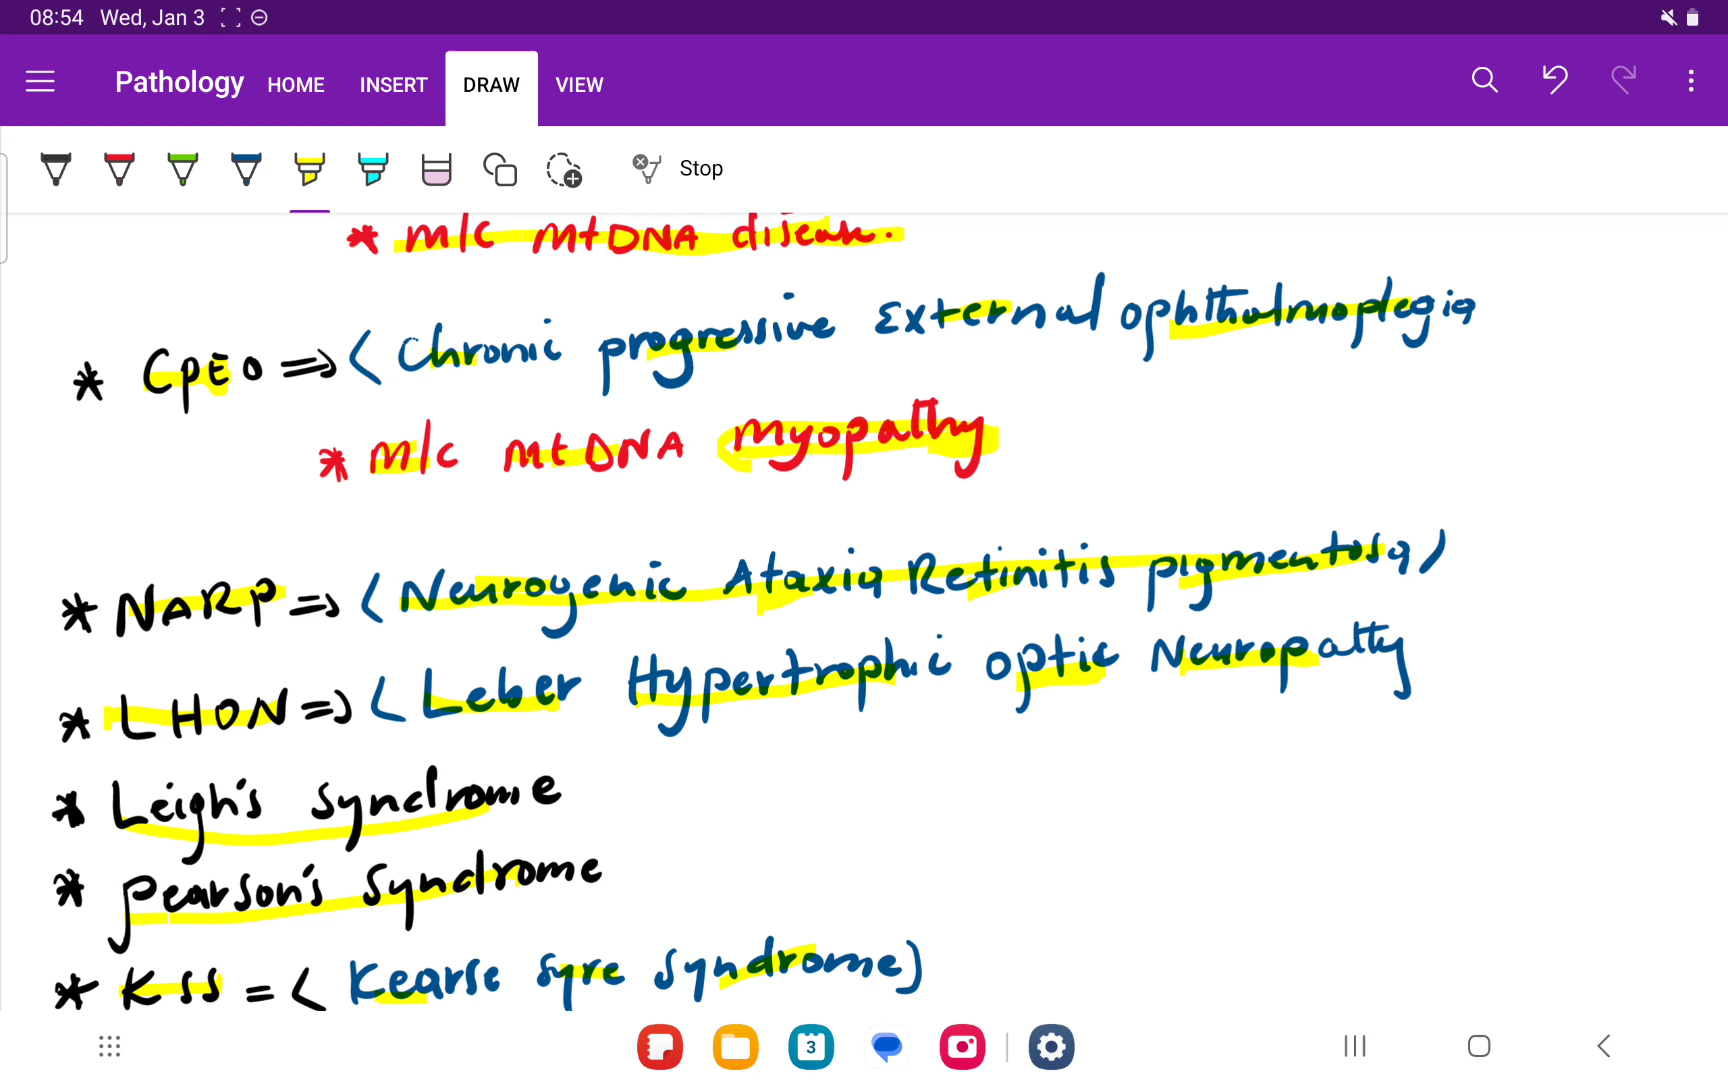 08:54 Wed, Jan 3
Pathology HOME INSERT DRAW VIEW
Stop
* M/C MtDNA disease.
* CPEO => (Chronic progressive External ophthalmoplegia
* M/C MtDNA Myopathy
* NARP => (Neurogenic Ataxia Retinitis pigmentosa)
* LHON => (Leber Hypertrophic optic Neuropathy
* Leigh's Syndrome
* Pearson's Syndrome
* KSS = (Kearse Syre Syndrome)
3